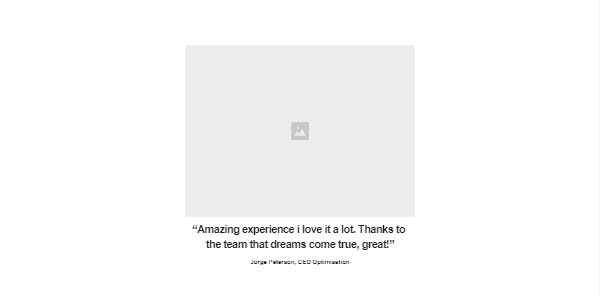 “Amazing experience i love it a lot. Thanks to
the team that dreams come true, great!”
Jorge Peterson, CEO Optimisation